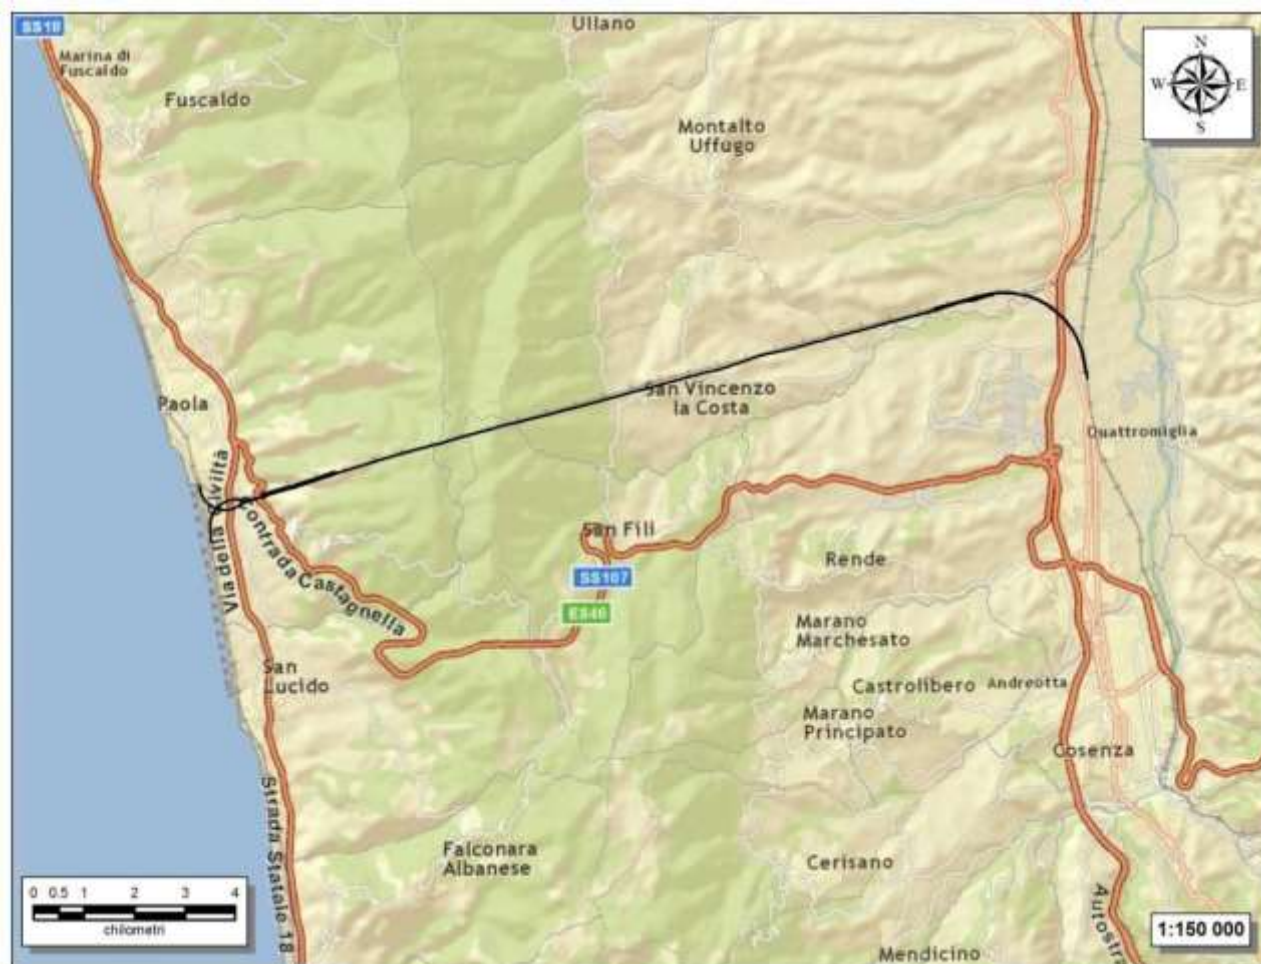 SS18
Ullano
Marina di
Fuscaldo
Fuscaldo
N
W
E
S
Montalto
Uffugo
San Vincenzo
la Costa
Paola
Quattromiglia
Via della Civiltà
Contrada Castagnella
San Fili
SS107
E846
Rende
Marano
Marchesato
San
Lucido
Castrolibero
Andreotta
Marano
Principato
Cosenza
Strada Statale 18
Falconara
Albanese
Cerisano
0 0.5 1 2 3 4
chilometri
Autostra
1:150 000
Mendicino